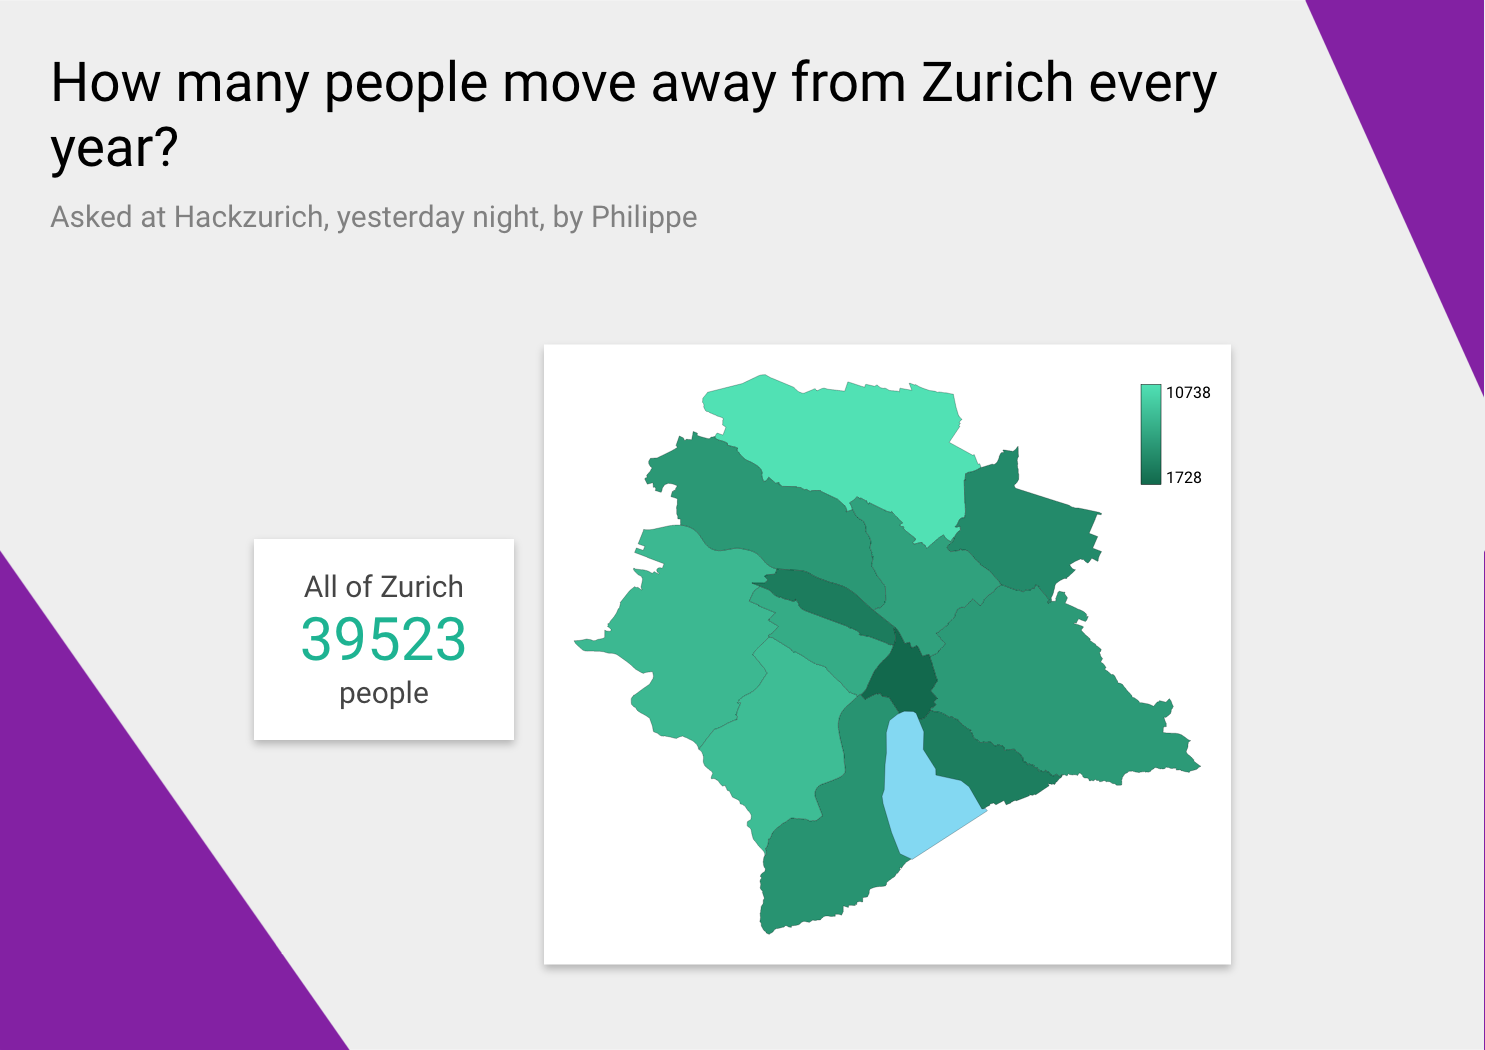 How many people move away from Zurich every
year?
Asked at Hackzurich, yesterday night, by Philippe
10738
1728
All of Zurich
39523
people